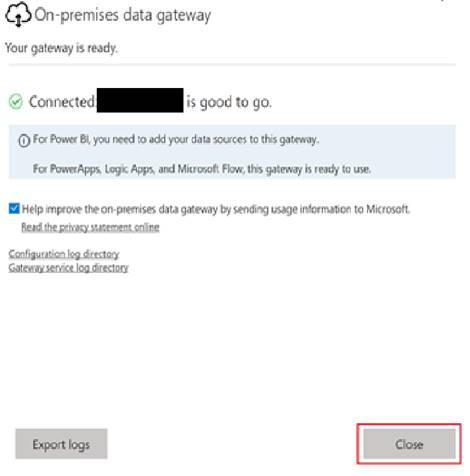 On-premises data gateway
Your gateway is ready.
Connected: is good to go.
For Power BI, you need to add your data sources to this gateway.
For PowerApps, Logic Apps, and Microsoft Flow, this gateway is ready to use.
Help improve the on-premises data gateway by sending usage information to Microsoft.
Read the privacy statement online
Configuration log directory
Gateway service log directory
Export logs
Close